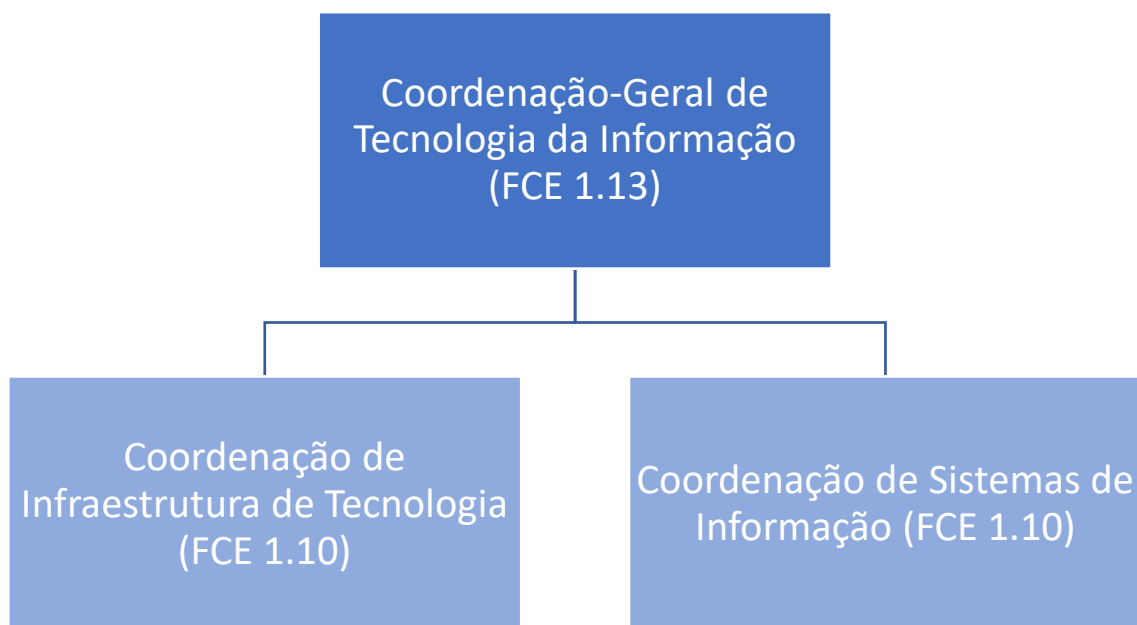 Coordenação-Geral de
Tecnologia da Informação
(FCE 1.13)
Coordenação de
Infraestrutura de Tecnologia
(FCE 1.10)
Coordenação de Sistemas de
Informação (FCE 1.10)